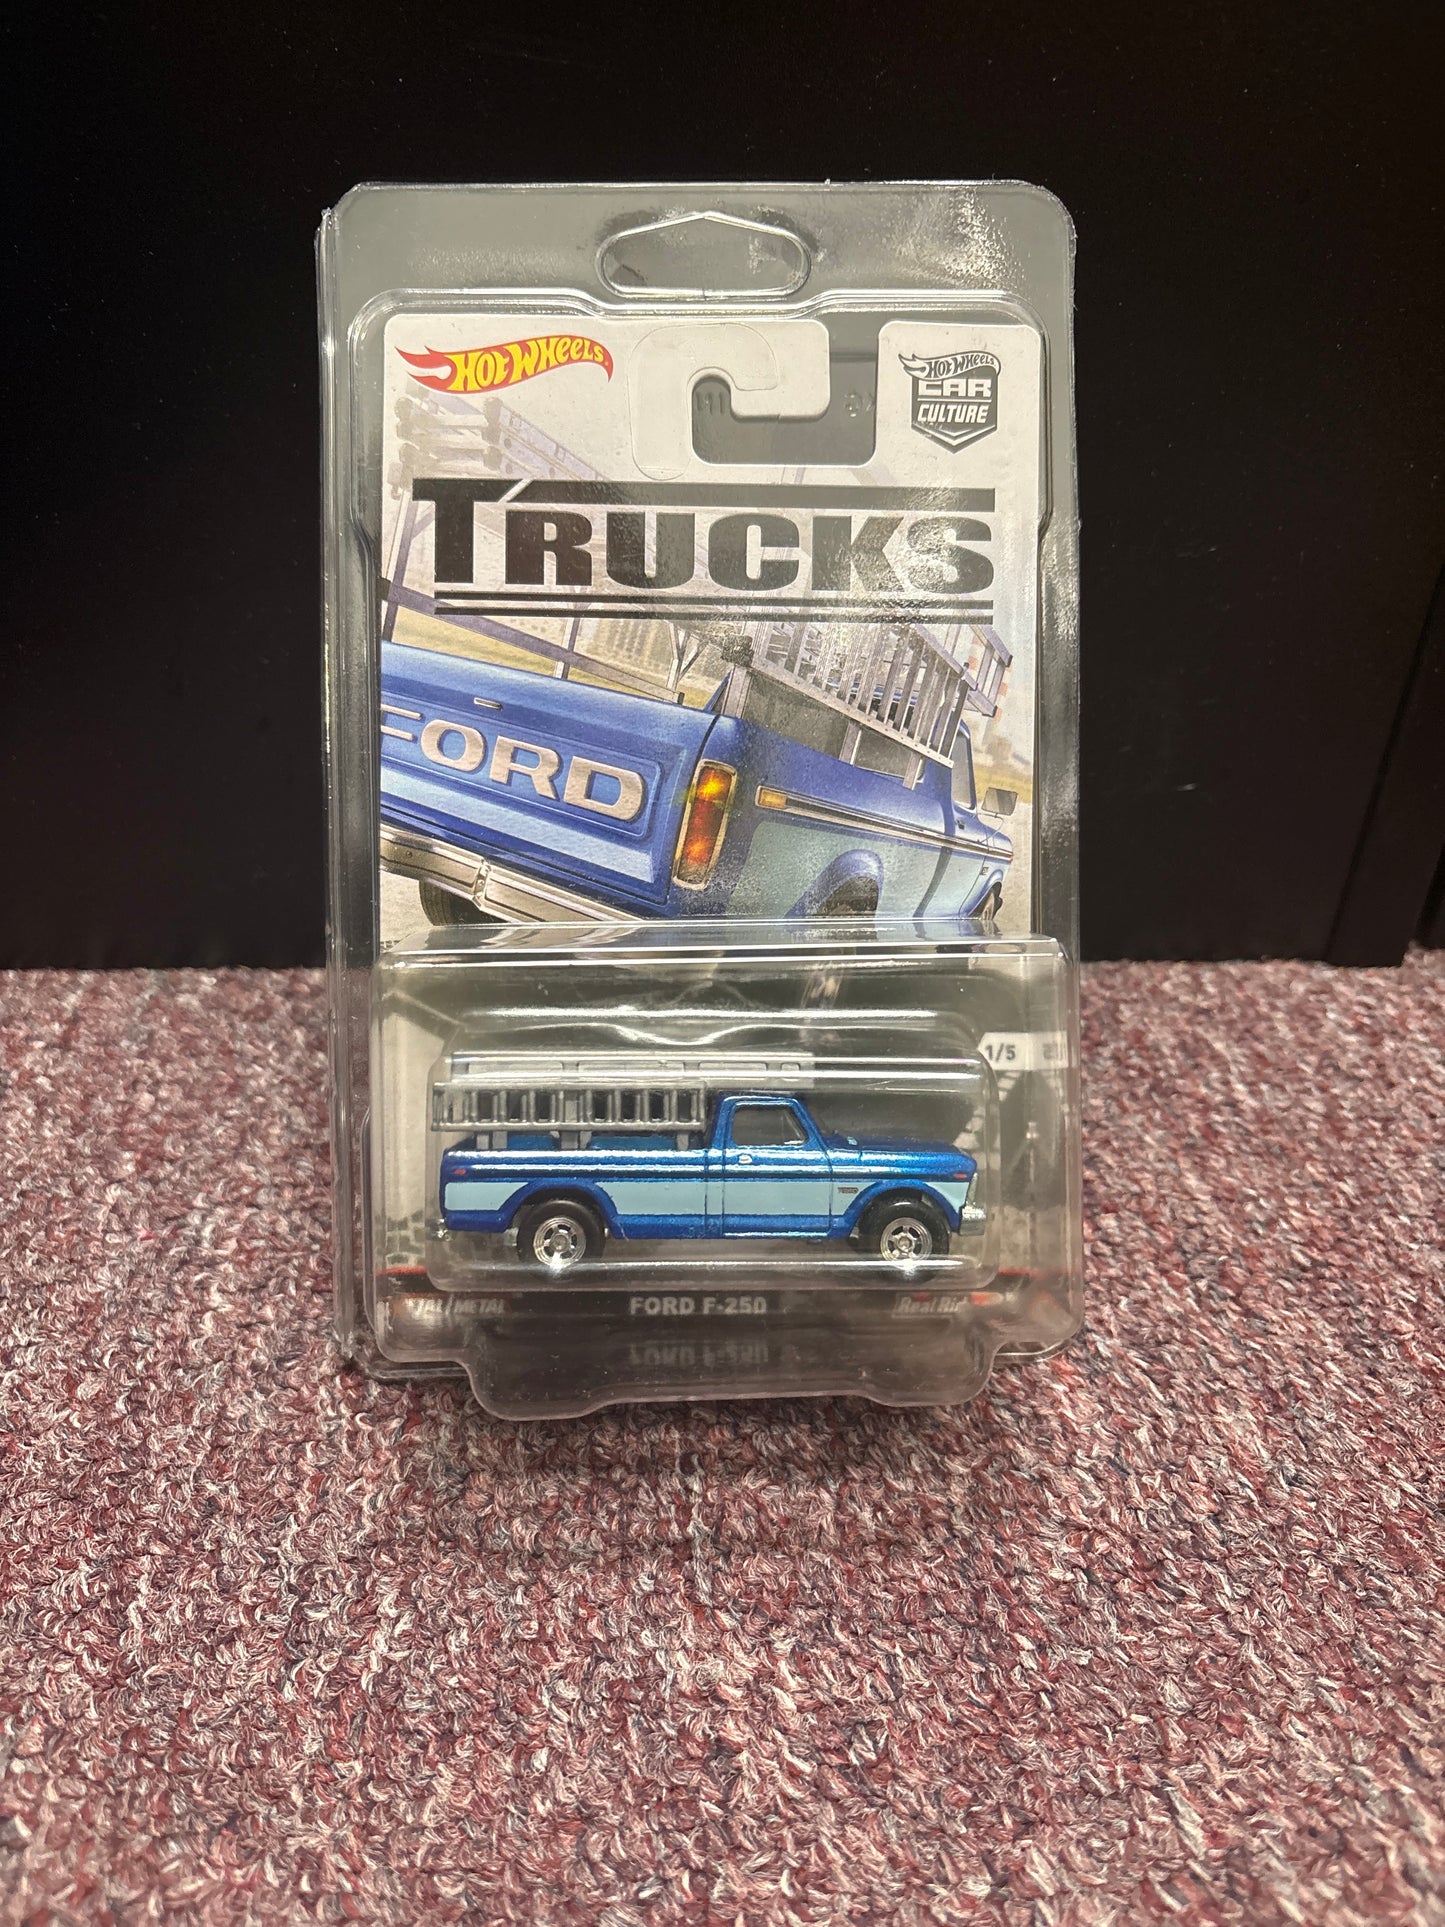 HOT WHEELS
HOT WHEELS
CAR
CULTURE
TRUCKS
FORD
1/5
FORD F-250